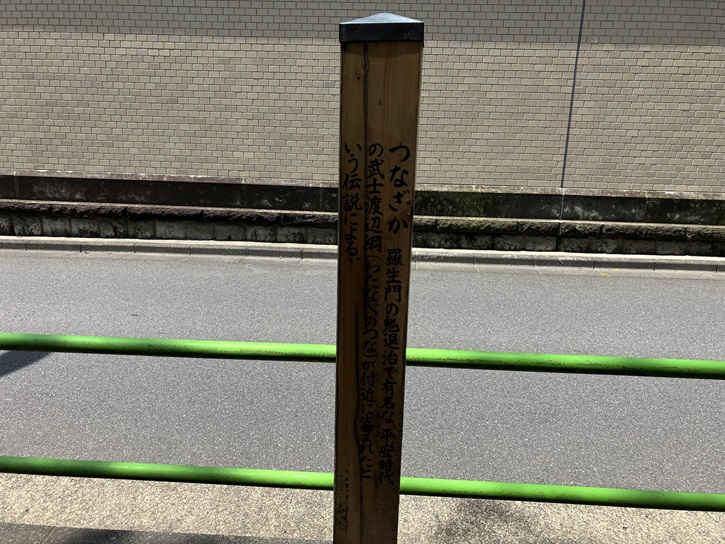 つなざか 羅生門の鬼退治で有名な、平安時代
の武士渡辺綱(わたなべのつな)が付近に生まれたと
いう伝説による。